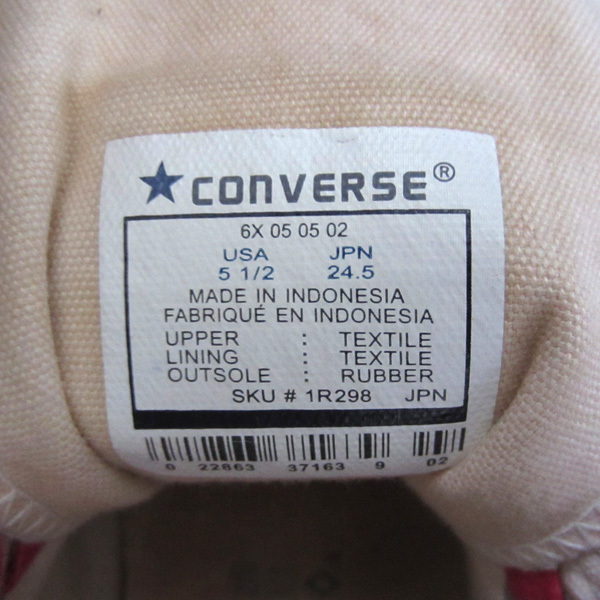 ★CONVERSE®
6X 05 05 02
USA JPN
5 1/2 24.5
MADE IN INDONESIA
FABRIQUÉ EN INDONESIA
UPPER : TEXTILE
LINING : TEXTILE
OUTSOLE : RUBBER
SKU # 1R298 JPN
0 22863 37163 9 02